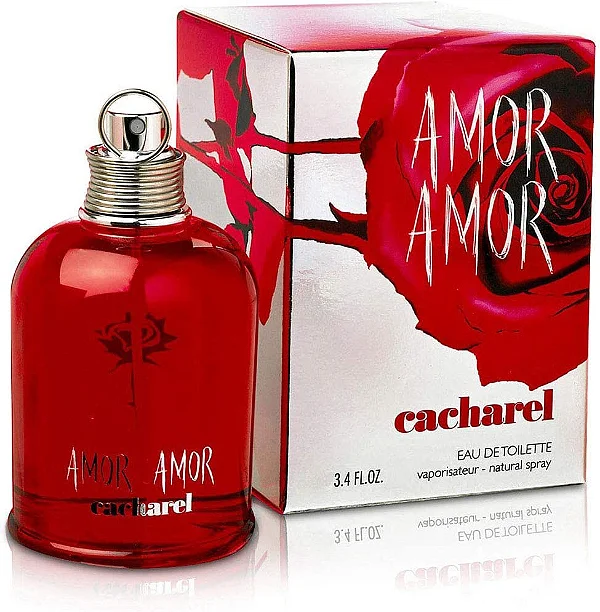 AMOR
AMOR
cacharel
EAU DE TOILETTE
vaporisateur - natural spray
3.4 FL.OZ.
AMOR AMOR
cacharel